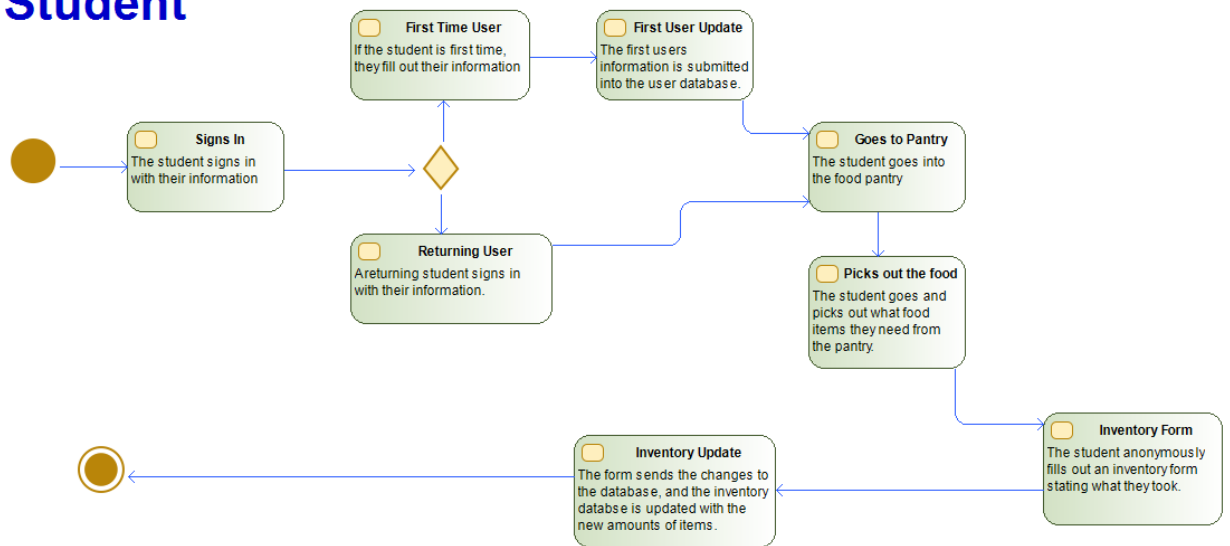 Student
First Time User
If the student is first time,
they fill out their information
First User Update
The first users
information is submitted
into the user database.
Signs In
The student signs in
with their information
Goes to Pantry
The student goes into
the food pantry
Returning User
Areturning student signs in
with their information.
Picks out the food
The student goes and
picks out what food
items they need from
the pantry.
Inventory Form
The student anonymously
fills out an inventory form
stating what they took.
Inventory Update
The form sends the changes to
the database, and the inventory
databse is updated with the
new amounts of items.